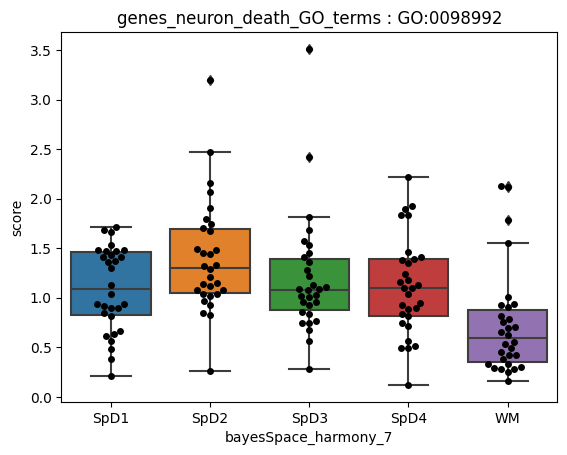 genes_neuron_death_GO_terms : GO:0098992
3.5
3.0
2.5
2.0
1.5
1.0
0.5
0.0
score
SpD1 SpD2 SpD3 SpD4 WM
bayesSpace_harmony_7